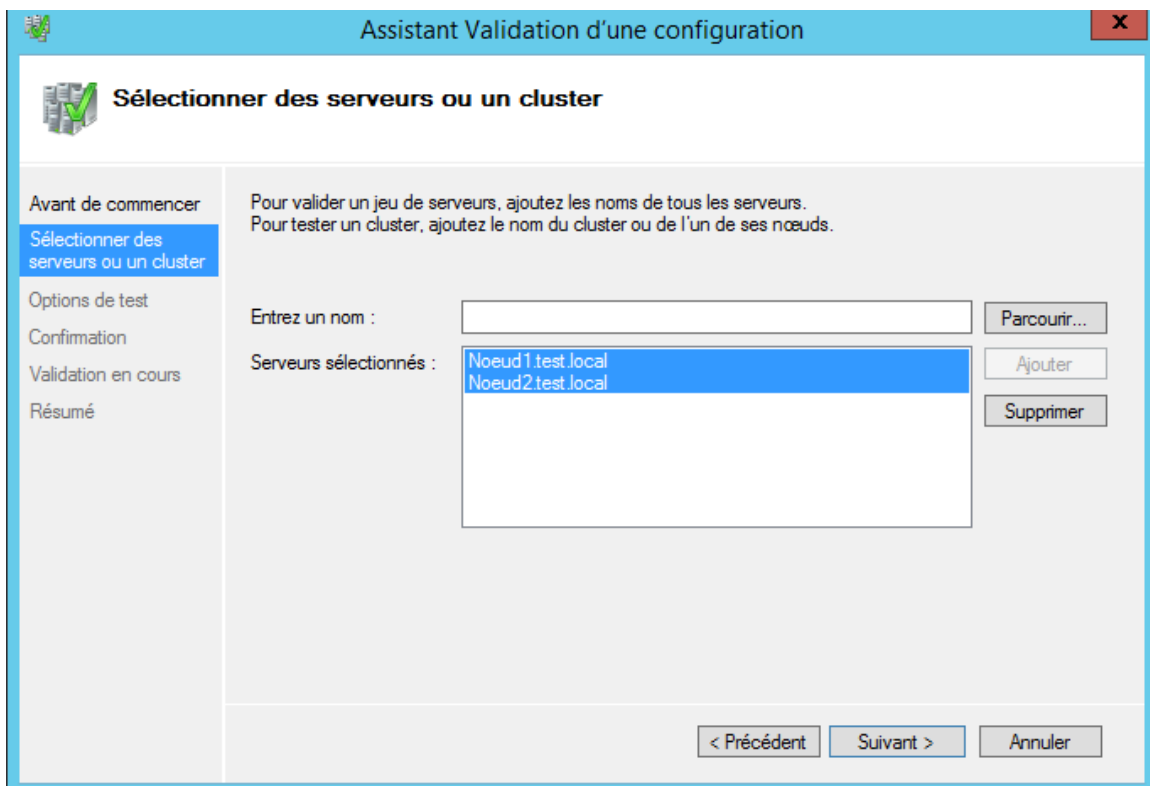 Assistant Validation d'une configuration
x
Sélectionner des serveurs ou un cluster
Avant de commencer
Sélectionner des
serveurs ou un cluster
Options de test
Confirmation
Validation en cours
Résumé
Pour valider un jeu de serveurs, ajoutez les noms de tous les serveurs.
Pour tester un cluster, ajoutez le nom du cluster ou de l'un de ses nœuds.
Entrez un nom :
Parcourir...
Serveurs sélectionnés :
Noeud1.test.local
Noeud2.test.local
Ajouter
Supprimer
< Précédent
Suivant >
Annuler